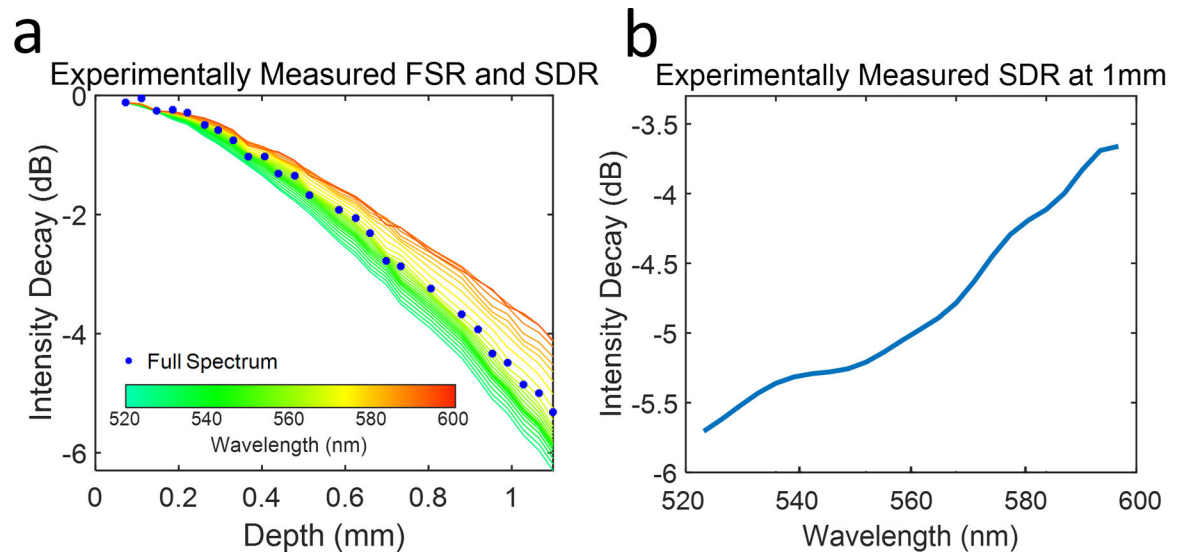 a
Experimentally Measured FSR and SDR
0
-2
-4
-6
Intensity Decay (dB)
Full Spectrum
520 540 560 580 600
Wavelength (nm)
0 0.2 0.4 0.6 0.8 1
Depth (mm)
b
Experimentally Measured SDR at 1mm
-3.5
-4
-4.5
-5
-5.5
-6
Intensity Decay (dB)
520 540 560 580 600
Wavelength (nm)